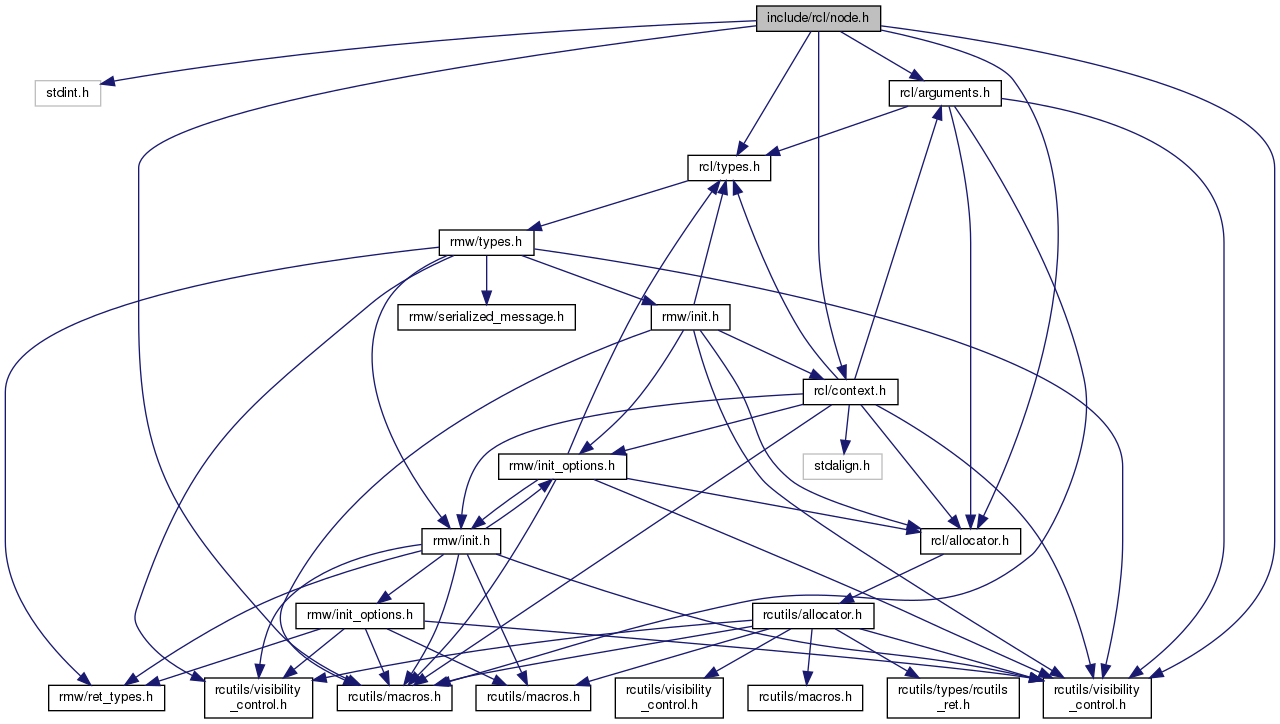 include/rcl/node.h
stdint.h
rcl/arguments.h
rcl/types.h
rmw/types.h
rmw/serialized_message.h
rmw/init.h
rcl/context.h
rmw/init_options.h
stdalign.h
rmw/init.h
rcl/allocator.h
rmw/init_options.h
rcutils/allocator.h
rmw/ret_types.h
rcutils/visibility
_control.h
rcutils/macros.h
rcutils/macros.h
rcutils/visibility
_control.h
rcutils/macros.h
rcutils/types/rcutils
_ret.h
rcutils/visibility
_control.h